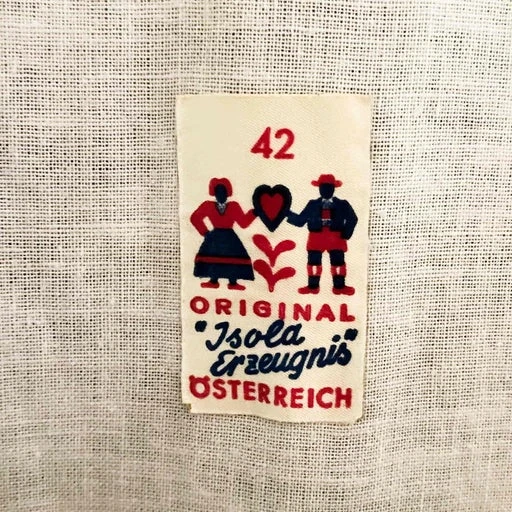 42
ORIGINAL
"Isola
Erzeugnis"
ÖSTERREICH